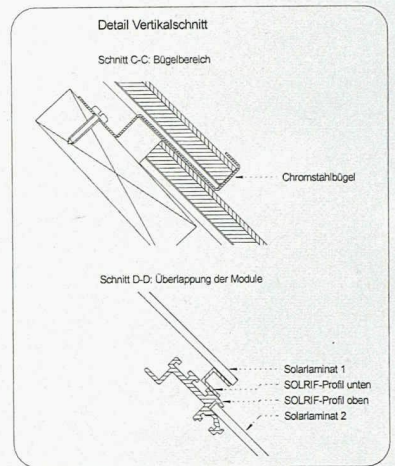 Detail Vertikalschnitt
Schnitt C-C: Bügelbereich
Chromstahlbügel
Schnitt D-D: Überlappung der Module
Solarlaminat 1
SOLRIF-Profil unten
SOLRIF-Profil oben
Solarlaminat 2